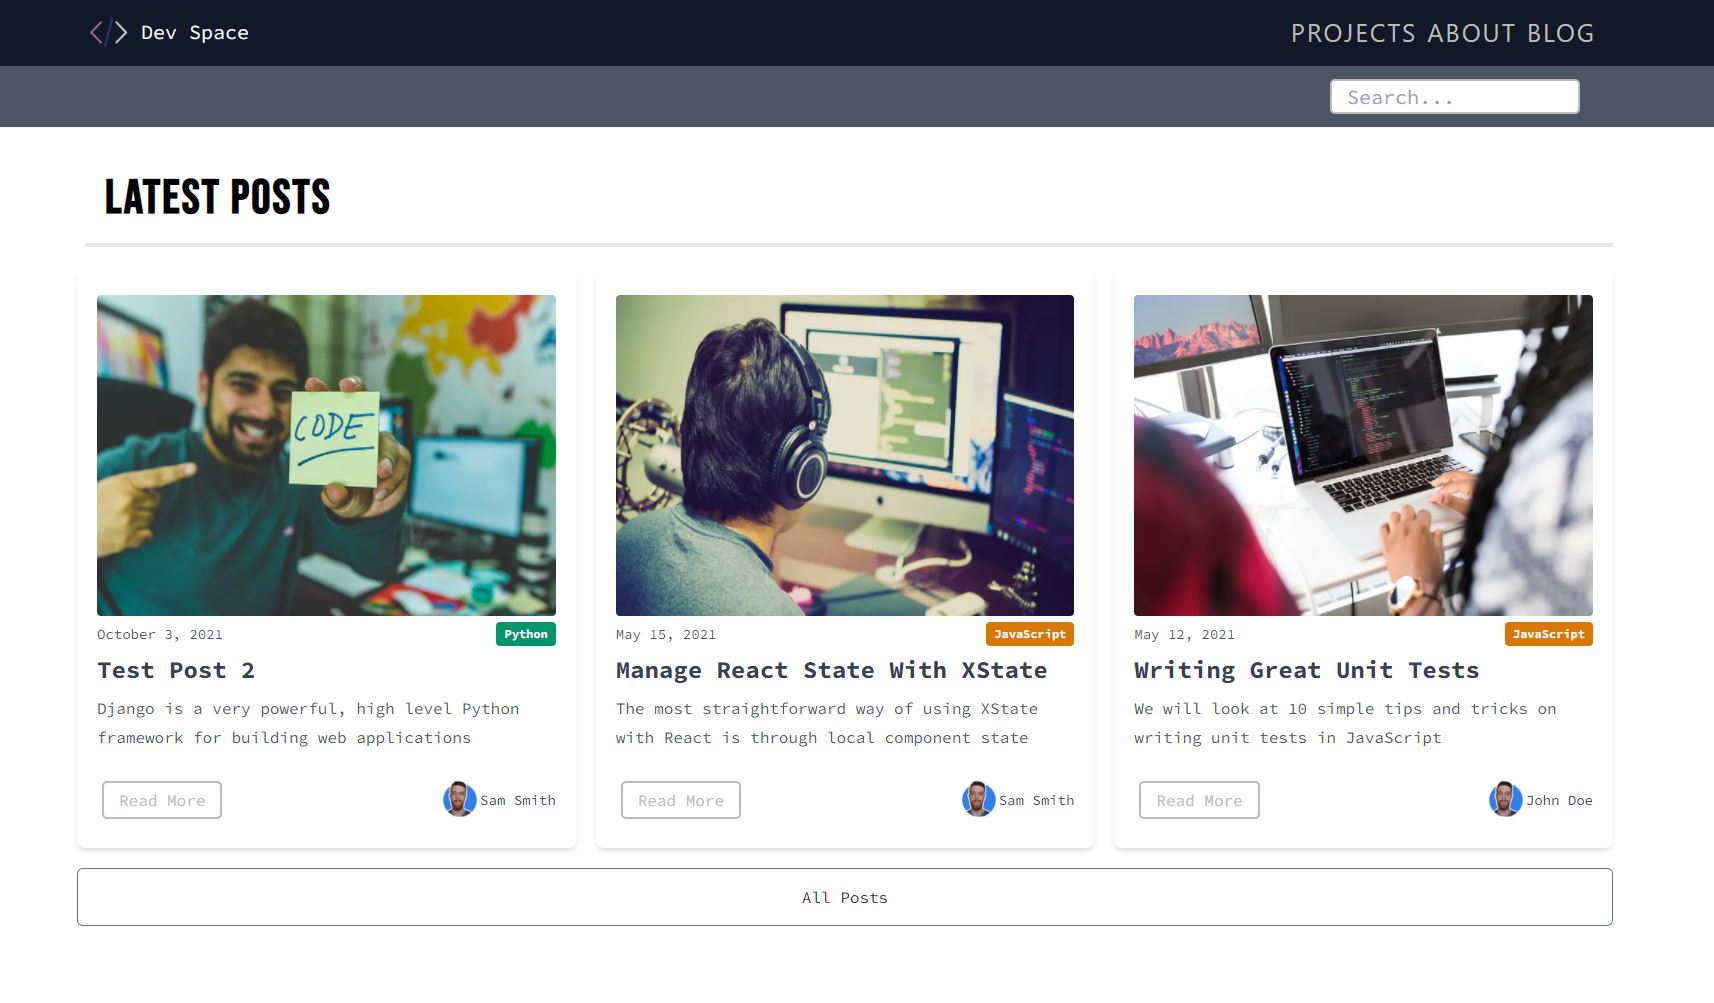 Dev Space
PROJECTS ABOUT BLOG
Search...
LATEST POSTS
CODE
October 3, 2021
Python
Test Post 2
Django is a very powerful, high level Python
framework for building web applications
Read More
Sam Smith
May 15, 2021
JavaScript
Manage React State With XState
The most straightforward way of using XState
with React is through local component state
Read More
Sam Smith
May 12, 2021
JavaScript
Writing Great Unit Tests
We will look at 10 simple tips and tricks on
writing unit tests in JavaScript
Read More
John Doe
All Posts